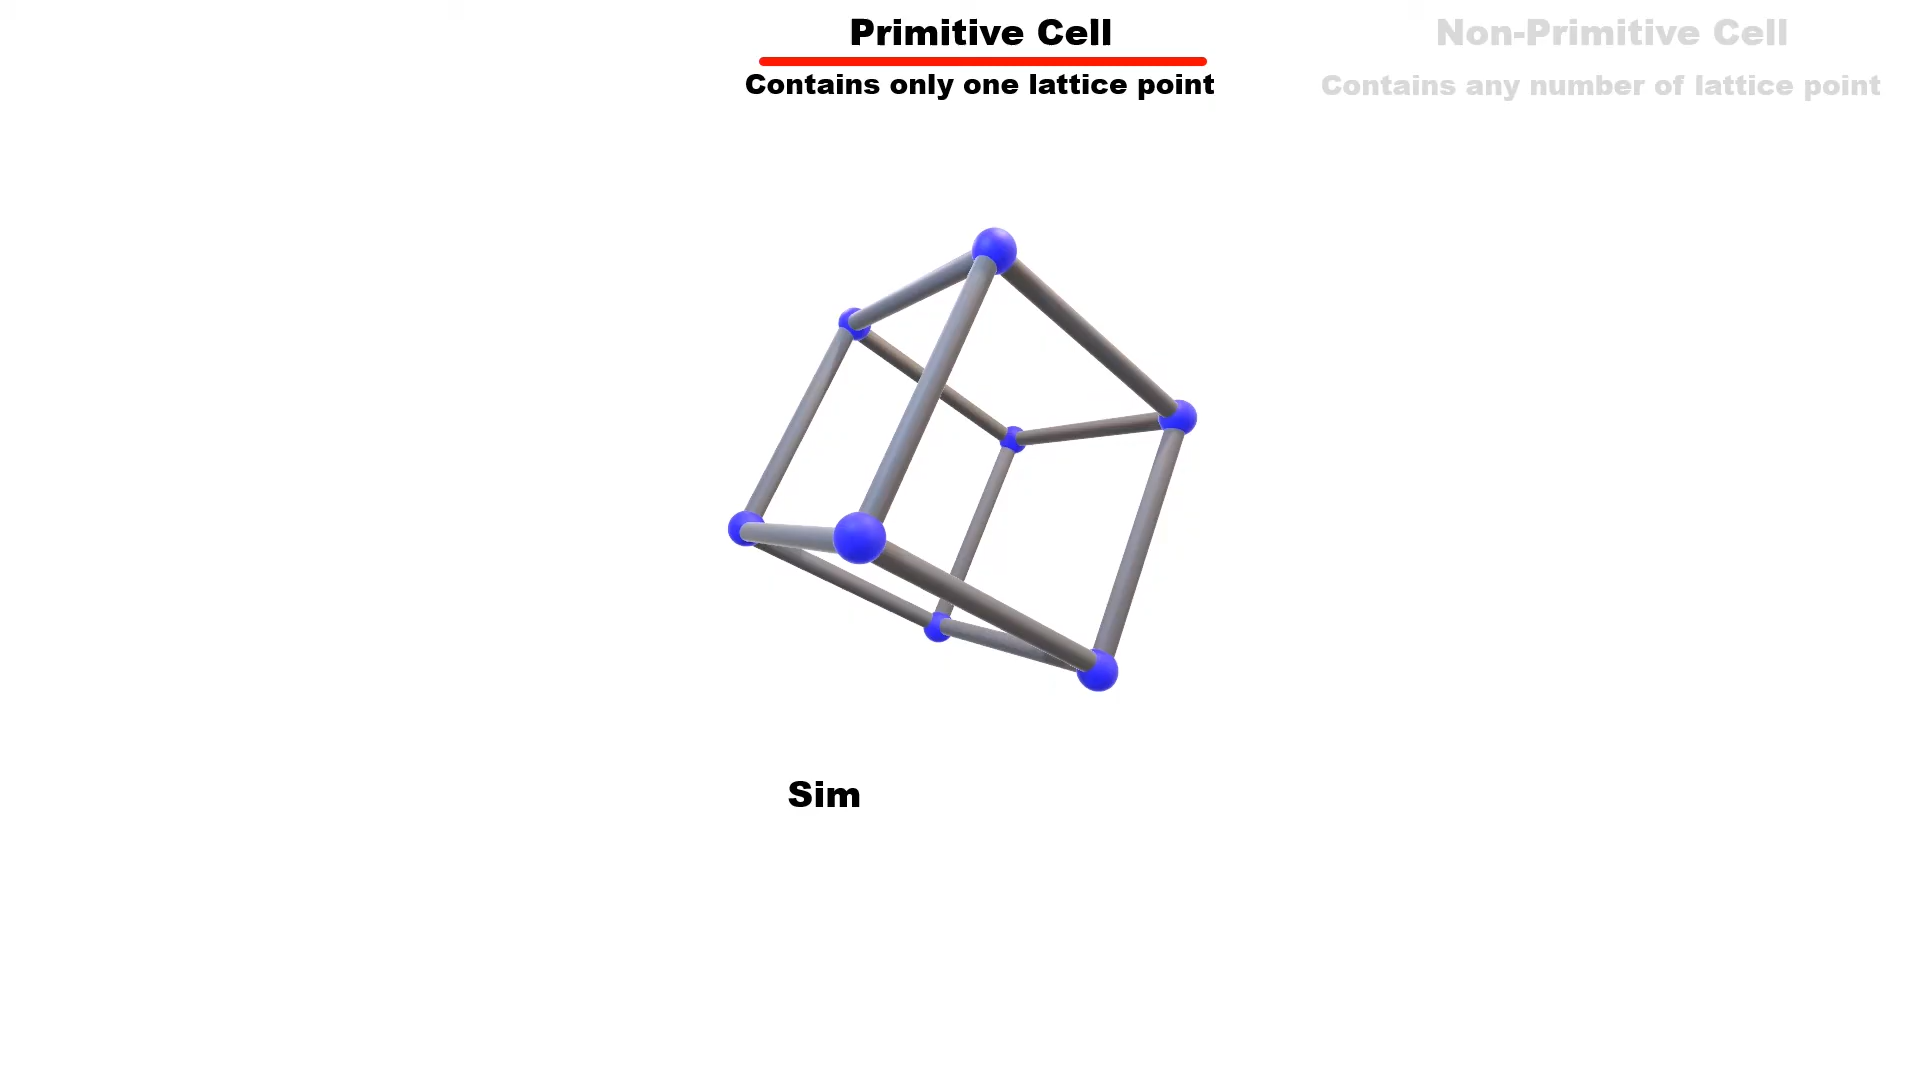 Primitive Cell
Contains only one lattice point
Non-Primitive Cell
Contains any number of lattice point
Sim